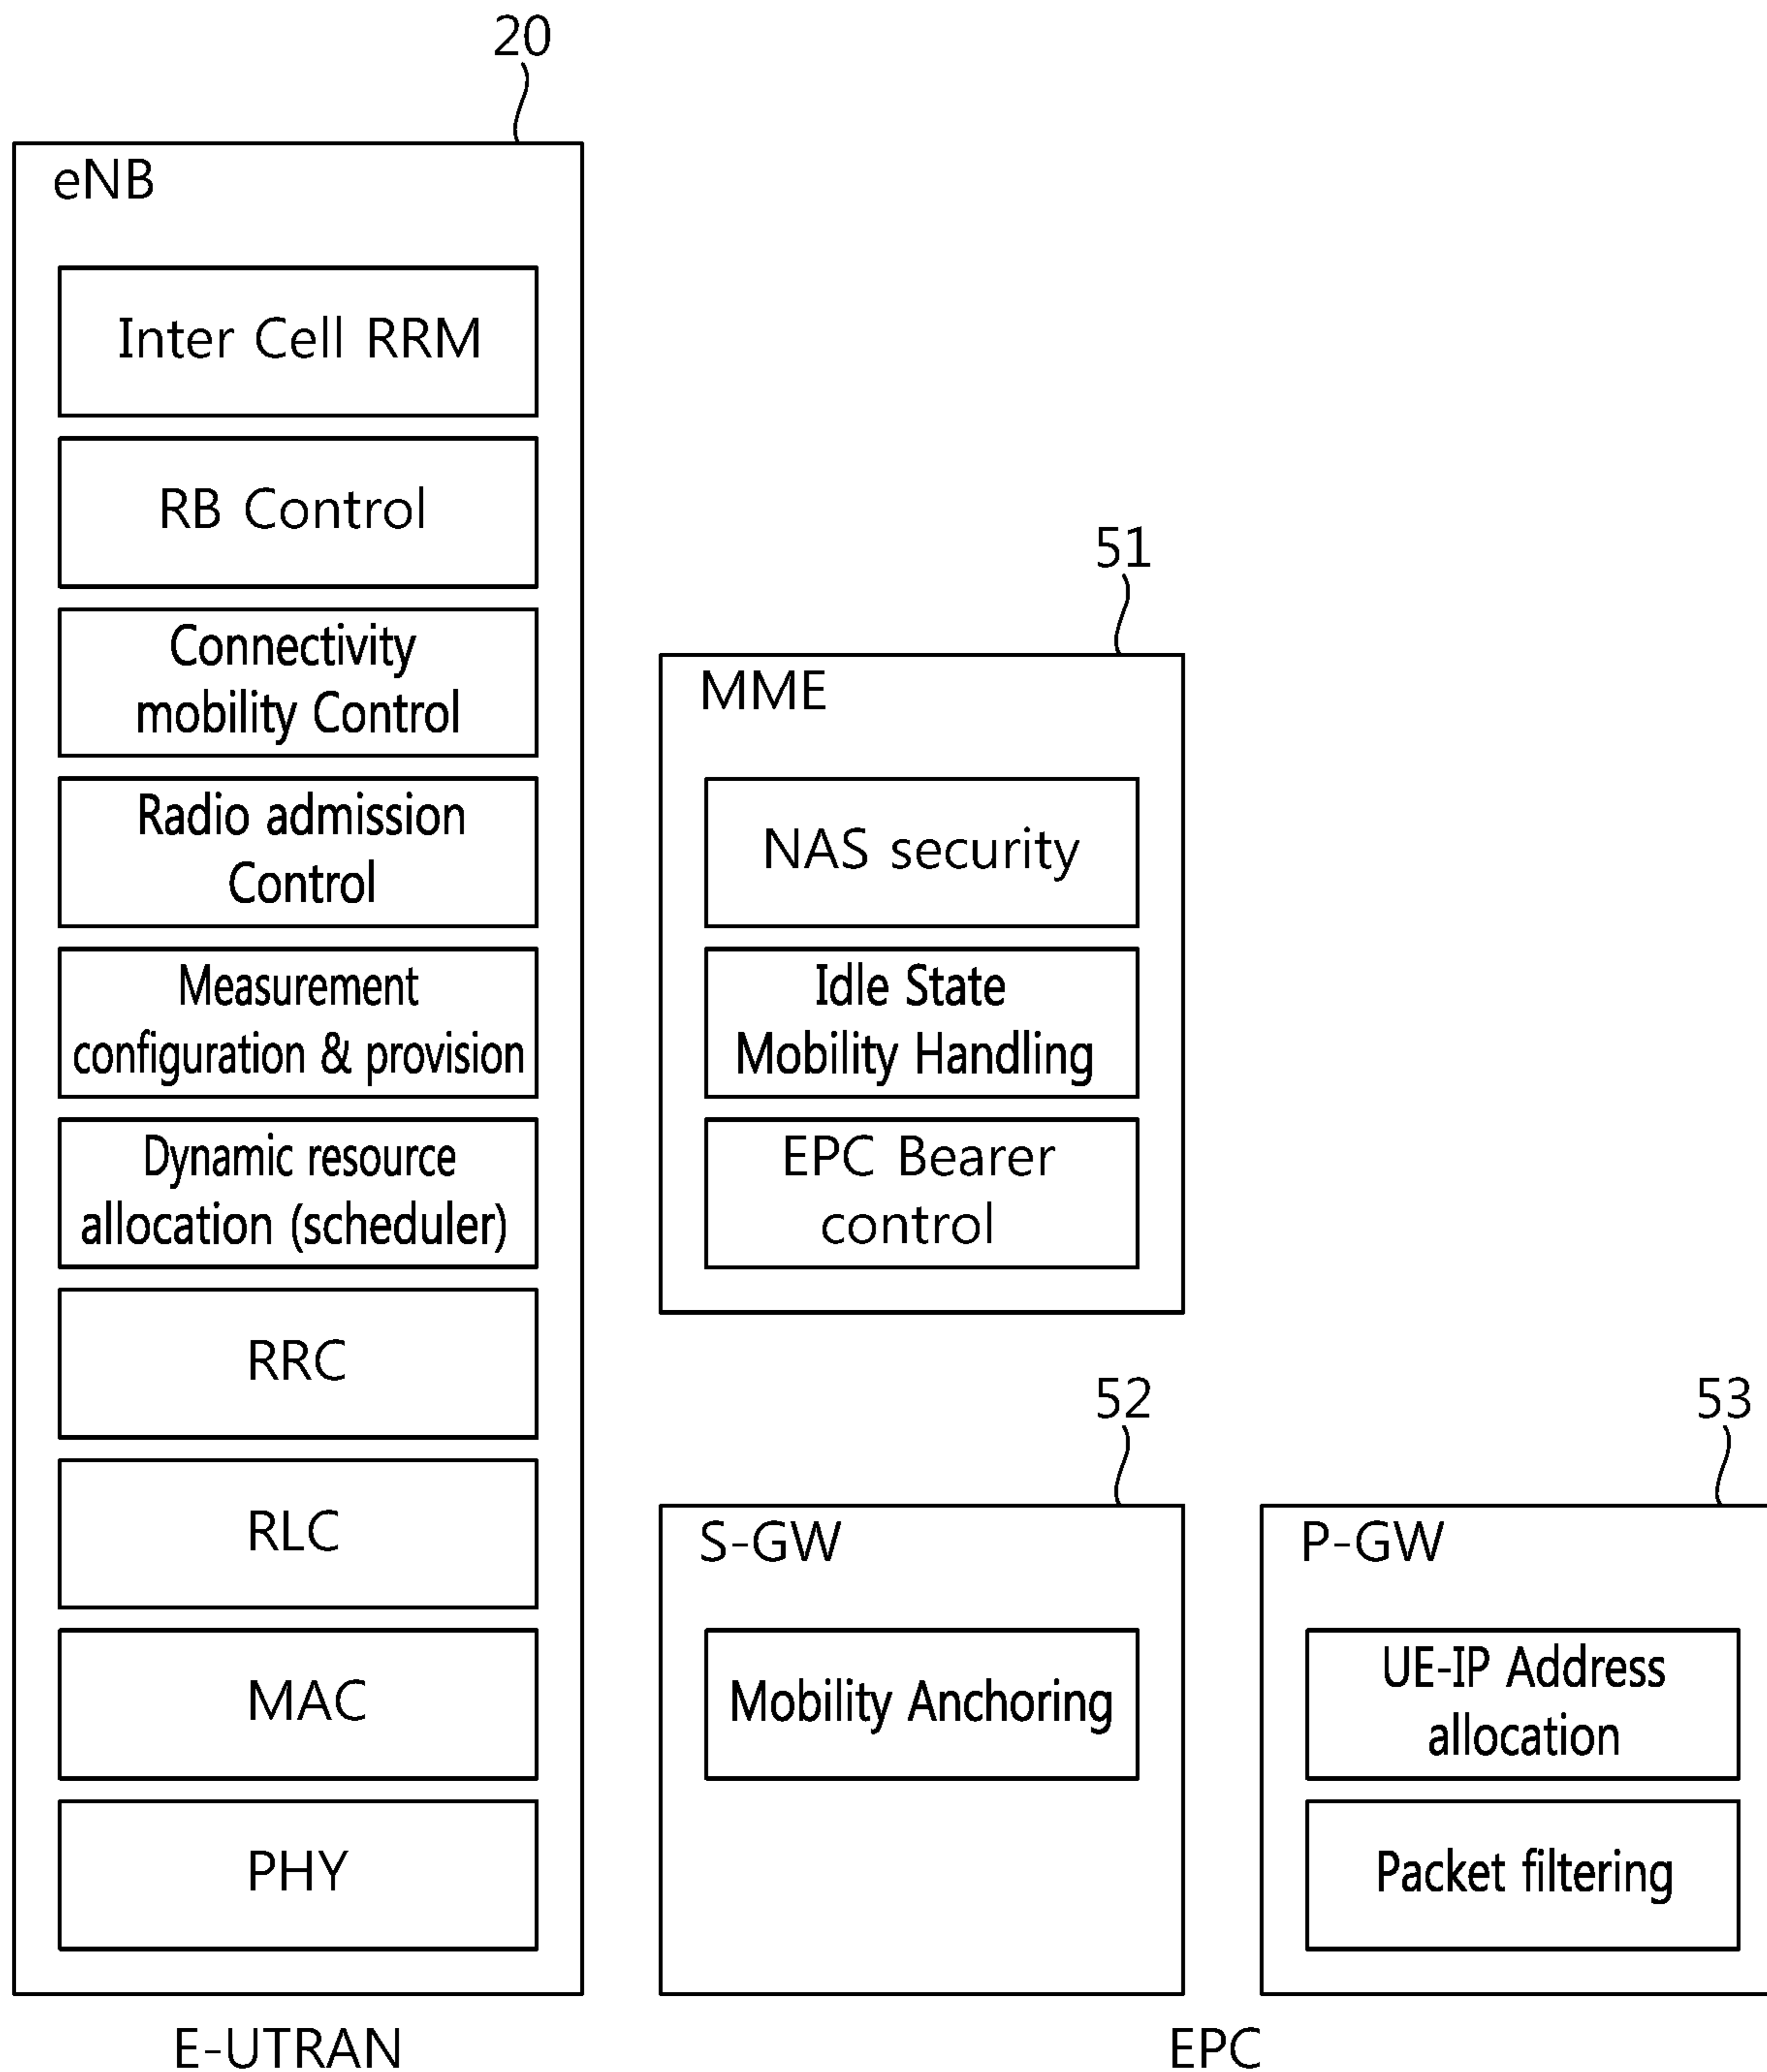 20
eNB
Inter Cell RRM
RB Control
Connectivity
mobility Control
Radio admission
Control
Measurement
configuration & provision
Dynamic resource
allocation (scheduler)
RRC
RLC
MAC
PHY
E-UTRAN
51
MME
NAS security
Idle State
Mobility Handling
EPC Bearer
control
52
S-GW
Mobility Anchoring
53
P-GW
UE-IP Address
allocation
Packet filtering
EPC